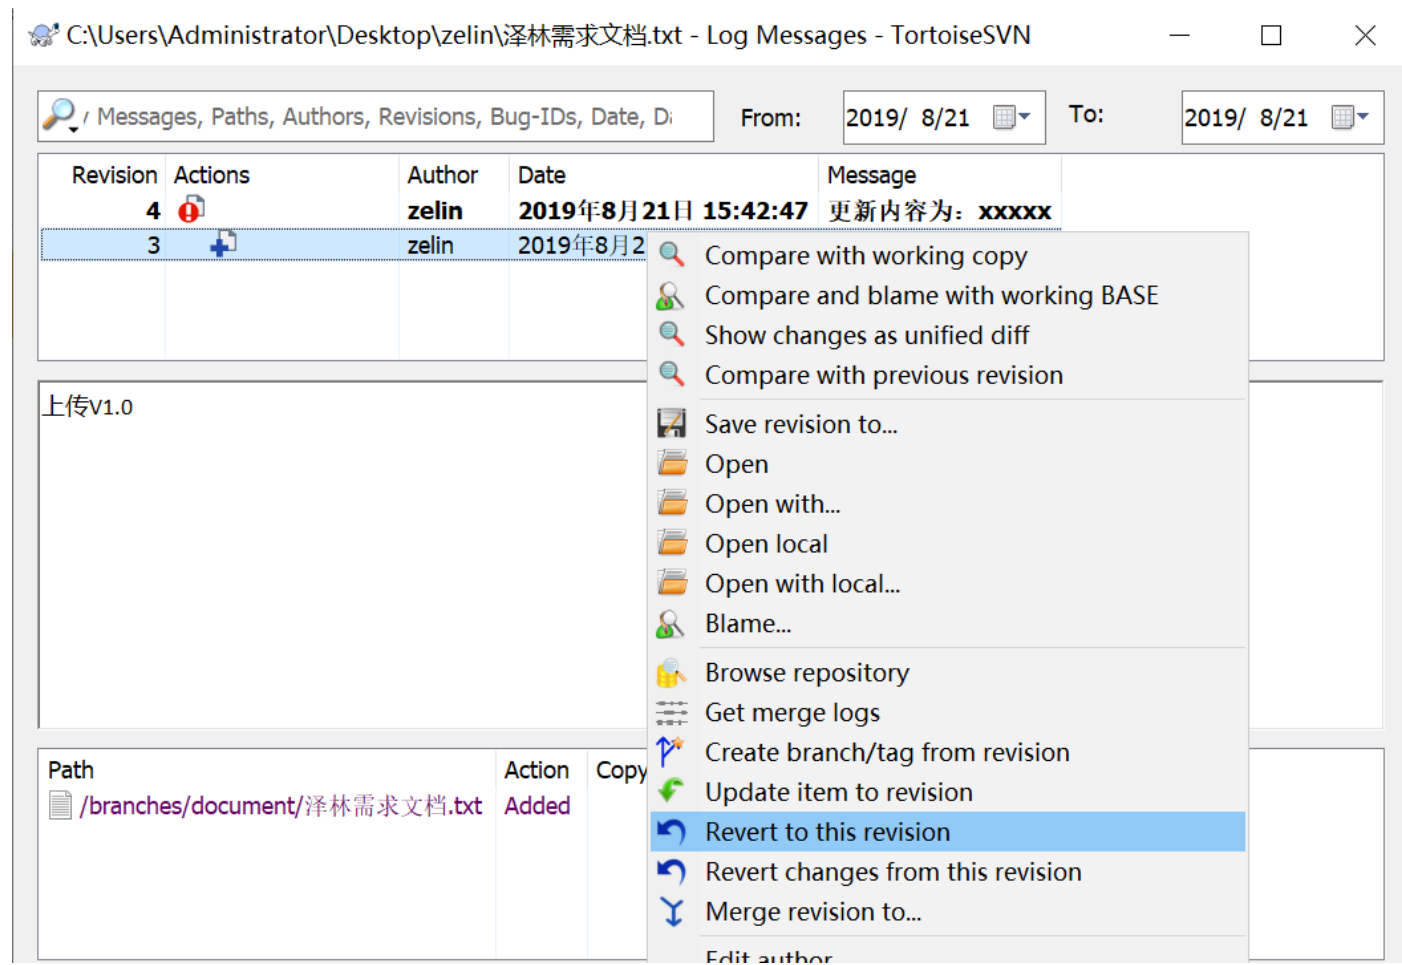 C:\Users\Administrator\Desktop\zelin\泽林需求文档.txt - Log Messages - TortoiseSVN
Messages, Paths, Authors, Revisions, Bug-IDs, Date,
From: 2019/ 8/21 To: 2019/ 8/21
Revision Actions Author Date Message
4 zelin 2019年8月21日 15:42:47 更新内容为：xxxxx
3 zelin 2019年8月2
Compare with working copy
Compare and blame with working BASE
Show changes as unified diff
Compare with previous revision
上传V1.0
Save revision to...
Open
Open with...
Open local
Open with local...
Blame...
Browse repository
Get merge logs
Create branch/tag from revision
Path Action Copy
Update item to revision
/branches/document/泽林需求文档.txt Added
Revert to this revision
Revert changes from this revision
Merge revision to...
Edit author